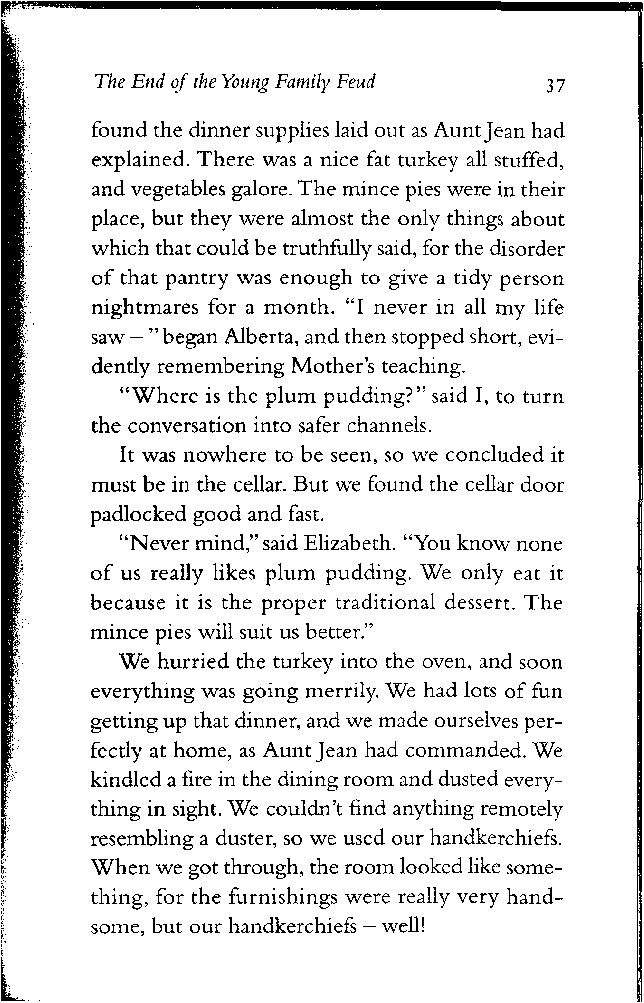 The End of the Young Family Feud 37
found the dinner supplies laid out as Aunt Jean had
explained. There was a nice fat turkey all stuffed,
and vegetables galore. The mince pies were in their
place, but they were almost the only things about
which that could be truthfully said, for the disorder
of that pantry was enough to give a tidy person
nightmares for a month. “I never in all my life
saw – ” began Alberta, and then stopped short, evi-
dently remembering Mother’s teaching.
“Where is the plum pudding?” said I, to turn
the conversation into safer channels.
It was nowhere to be seen, so we concluded it
must be in the cellar. But we found the cellar door
padlocked good and fast.
“Never mind,” said Elizabeth. “You know none
of us really likes plum pudding. We only eat it
because it is the proper traditional dessert. The
mince pies will suit us better.”
We hurried the turkey into the oven, and soon
everything was going merrily. We had lots of fun
getting up that dinner, and we made ourselves per-
fectly at home, as Aunt Jean had commanded. We
kindled a fire in the dining room and dusted every-
thing in sight. We couldn’t find anything remotely
resembling a duster, so we used our handkerchiefs.
When we got through, the room looked like some-
thing, for the furnishings were really very hand-
some, but our handkerchiefs – well!